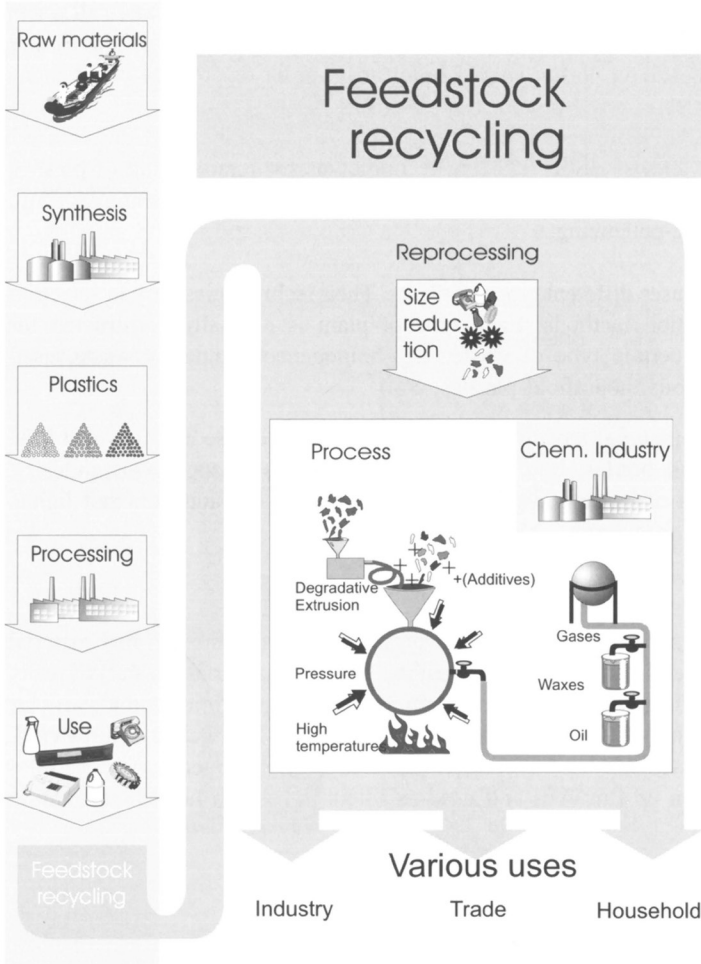 Raw materials
Synthesis
Plastics
Processing
Use
Feedstock
recycling
Feedstock
recycling
Reprocessing
Size
reduc-
tion
Process
Chem. Industry
Degradative
Extrusion
+(Additives)
Pressure
High
temperatures
Gases
Waxes
Oil
Various uses
Industry
Trade
Household